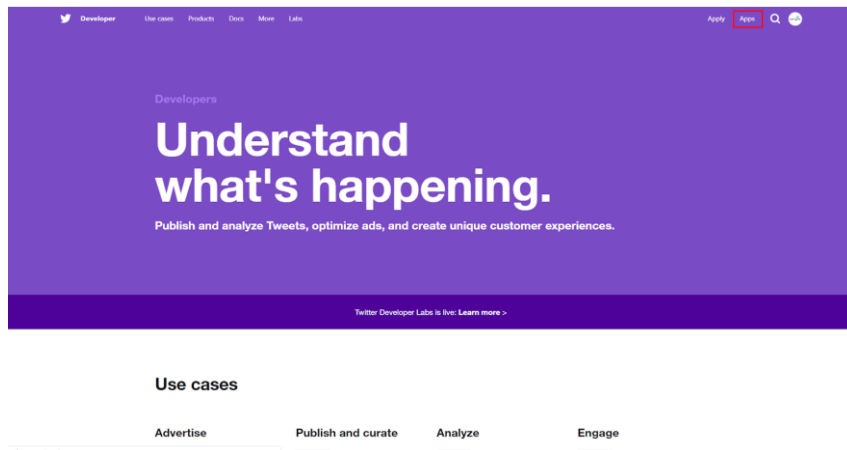 Developer Use cases Products Docs More Labs Apply Apps
Developers
Understand
what's happening.
Publish and analyze Tweets, optimize ads, and create unique customer experiences.
Twitter Developer Labs is live: Learn more >
Use cases
Advertise Publish and curate Analyze Engage